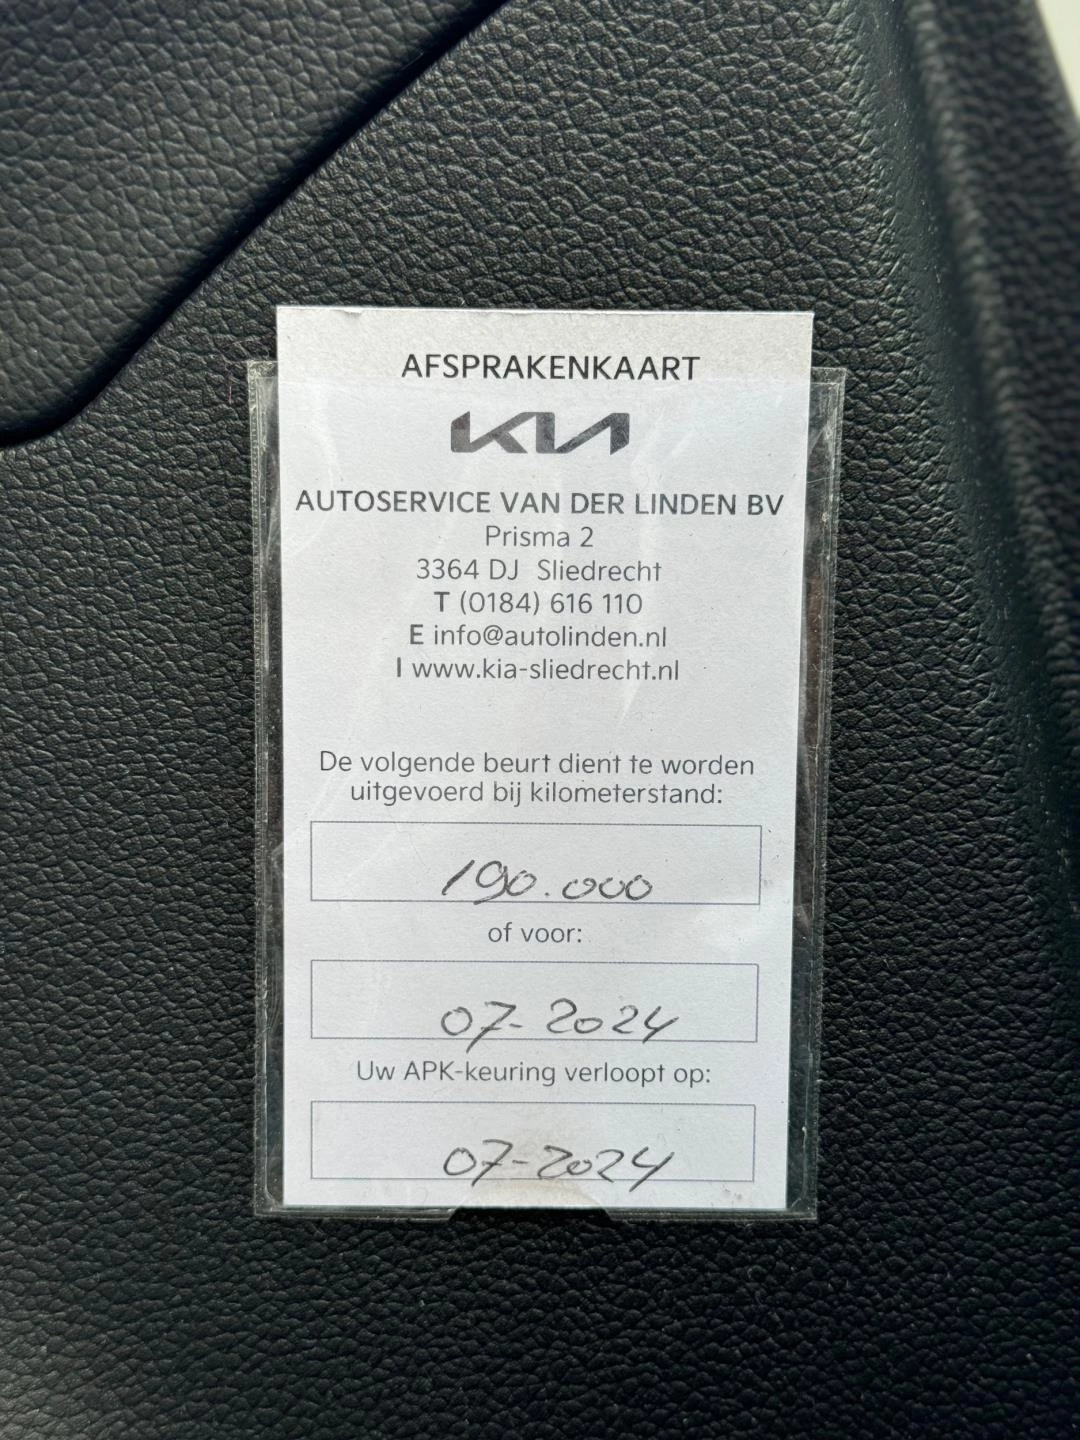 AFSPRAKENKAART
KIA
AUTOSERVICE VAN DER LINDEN BV
Prisma 2
3364 DJ Sliedrecht
T (0184) 616 110
E info@autolinden.nl
I www.kia-sliedrecht.nl
De volgende beurt dient te worden
uitgevoerd bij kilometerstand:
190.000
of voor:
07-2024
Uw APK-keuring verloopt op:
07-2024